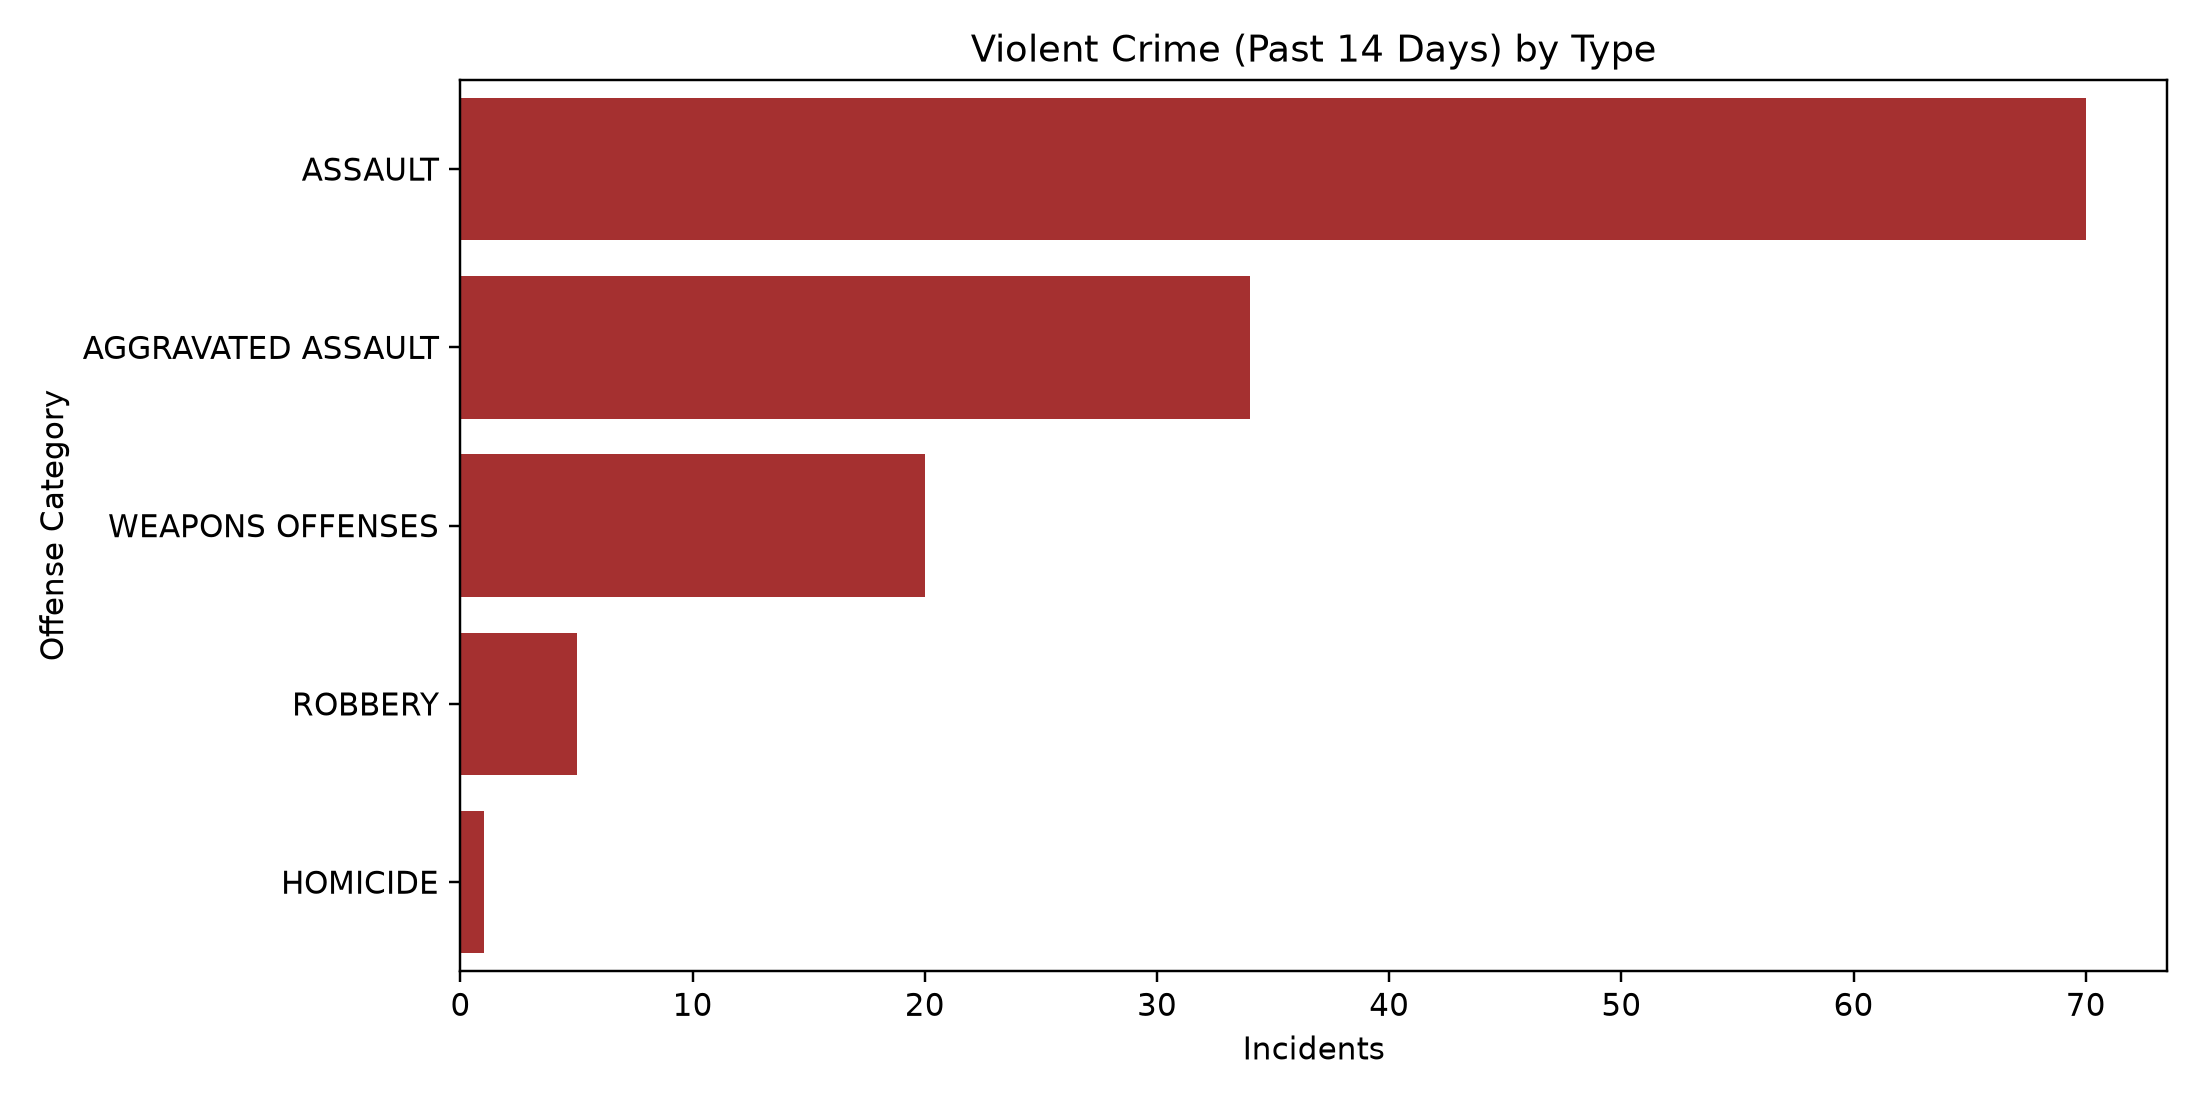 Violent Crime (Past 14 Days) by Type
ASSAULT
AGGRAVATED ASSAULT
WEAPONS OFFENSES
ROBBERY
HOMICIDE
Offense Category
0 10 20 30 40 50 60 70
Incidents